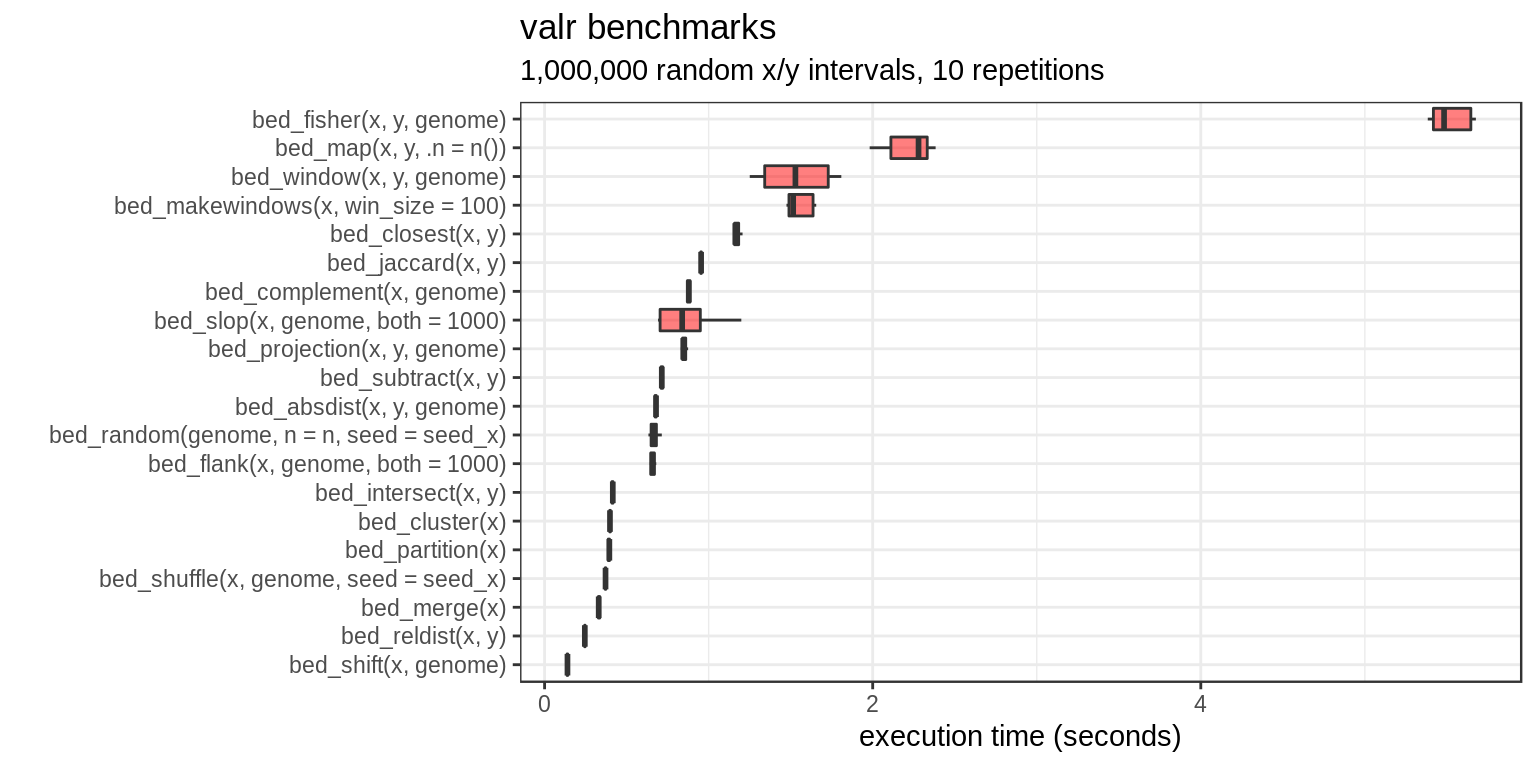 valr benchmarks
1,000,000 random x/y intervals, 10 repetitions
bed_fisher(x, y, genome)
bed_map(x, y, .n = n())
bed_window(x, y, genome)
bed_makewindows(x, win_size = 100)
bed_closest(x, y)
bed_jaccard(x, y)
bed_complement(x, genome)
bed_slop(x, genome, both = 1000)
bed_projection(x, y, genome)
bed_subtract(x, y)
bed_absdist(x, y, genome)
bed_random(genome, n = n, seed = seed_x)
bed_flank(x, genome, both = 1000)
bed_intersect(x, y)
bed_cluster(x)
bed_partition(x)
bed_shuffle(x, genome, seed = seed_x)
bed_merge(x)
bed_reldist(x, y)
bed_shift(x, genome)
0 2 4
execution time (seconds)